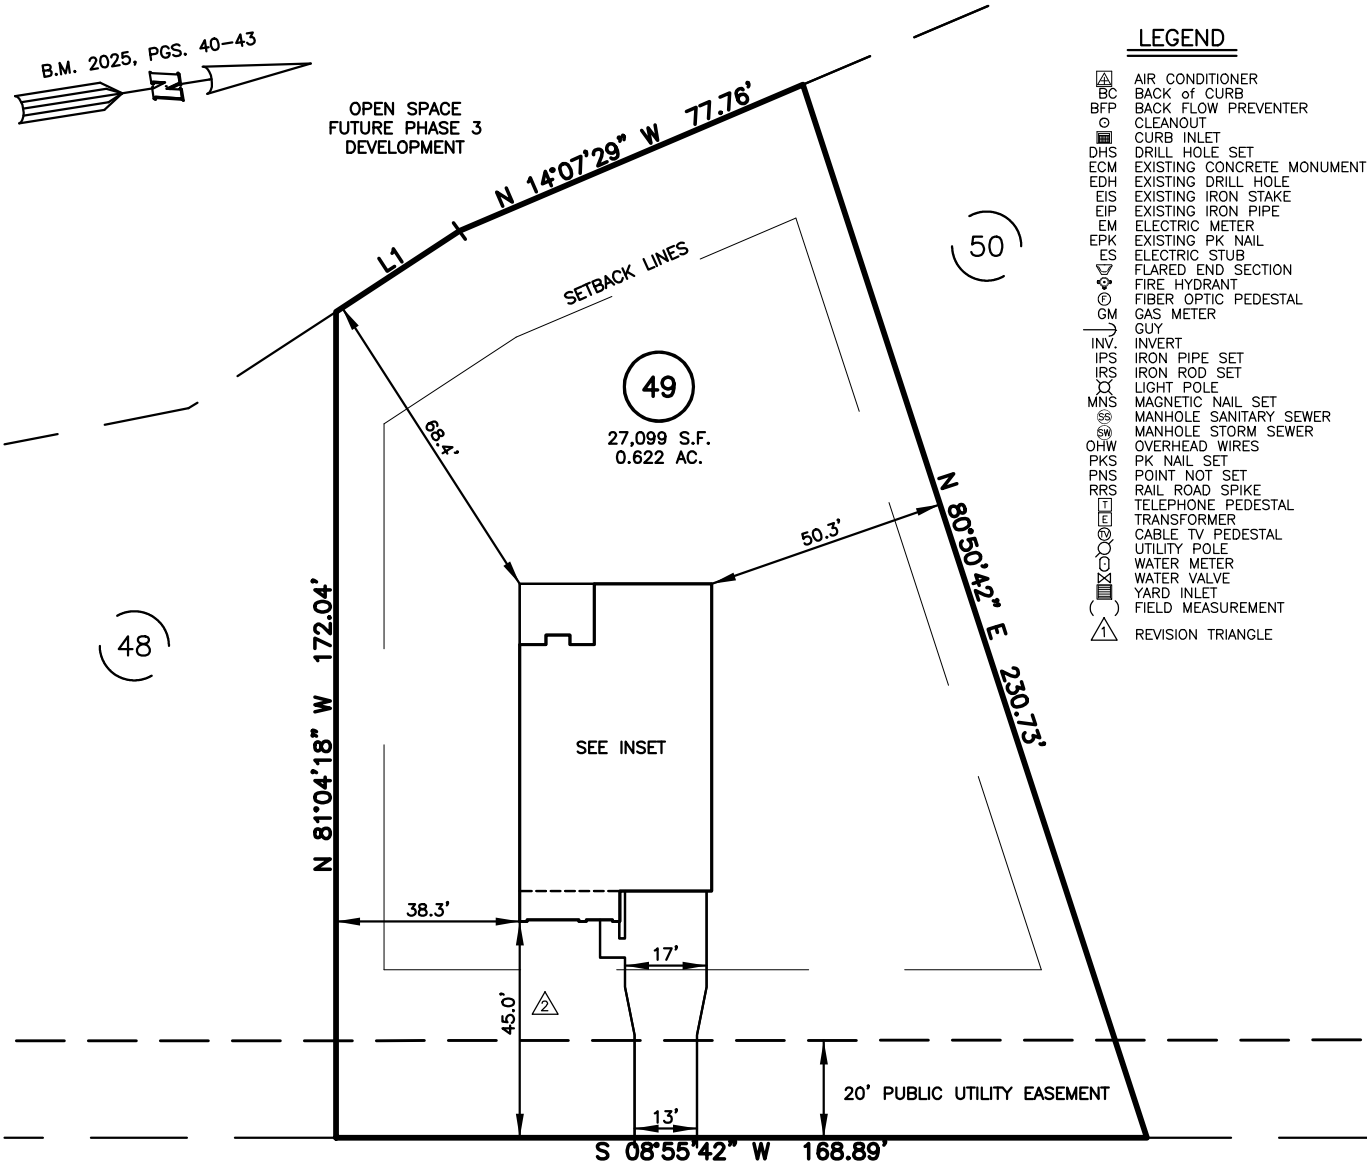 B.M. 2025, PGS. 40-43
N
OPEN SPACE
FUTURE PHASE 3
DEVELOPMENT
L1
N 14°07'29" W 77.76'
SETBACK LINES
50
49
27,099 S.F.
0.622 AC.
68.4'
50.3'
N 80°50'42" E 230.73'
48
N 81°04'18" W 172.04'
SEE INSET
38.3'
17'
45.0'
2
20' PUBLIC UTILITY EASEMENT
13'
S 08°55'42" W 168.89'
LEGEND
A AIR CONDITIONER
BC BACK of CURB
BFP BACK FLOW PREVENTER
CLEANOUT
CURB INLET
DHS DRILL HOLE SET
ECM EXISTING CONCRETE MONUMENT
EDH EXISTING DRILL HOLE
EIS EXISTING IRON STAKE
EIP EXISTING IRON PIPE
EM ELECTRIC METER
EPK EXISTING PK NAIL
ES ELECTRIC STUB
FLARED END SECTION
FIRE HYDRANT
F FIBER OPTIC PEDESTAL
GM GAS METER
GUY
INV. INVERT
IPS IRON PIPE SET
IRS IRON ROD SET
LIGHT POLE
MNS MAGNETIC NAIL SET
SS MANHOLE SANITARY SEWER
SW MANHOLE STORM SEWER
OHW OVERHEAD WIRES
PKS PK NAIL SET
PNS POINT NOT SET
RRS RAIL ROAD SPIKE
T TELEPHONE PEDESTAL
E TRANSFORMER
TV CABLE TV PEDESTAL
UTILITY POLE
WATER METER
WATER VALVE
YARD INLET
( ) FIELD MEASUREMENT
1 REVISION TRIANGLE